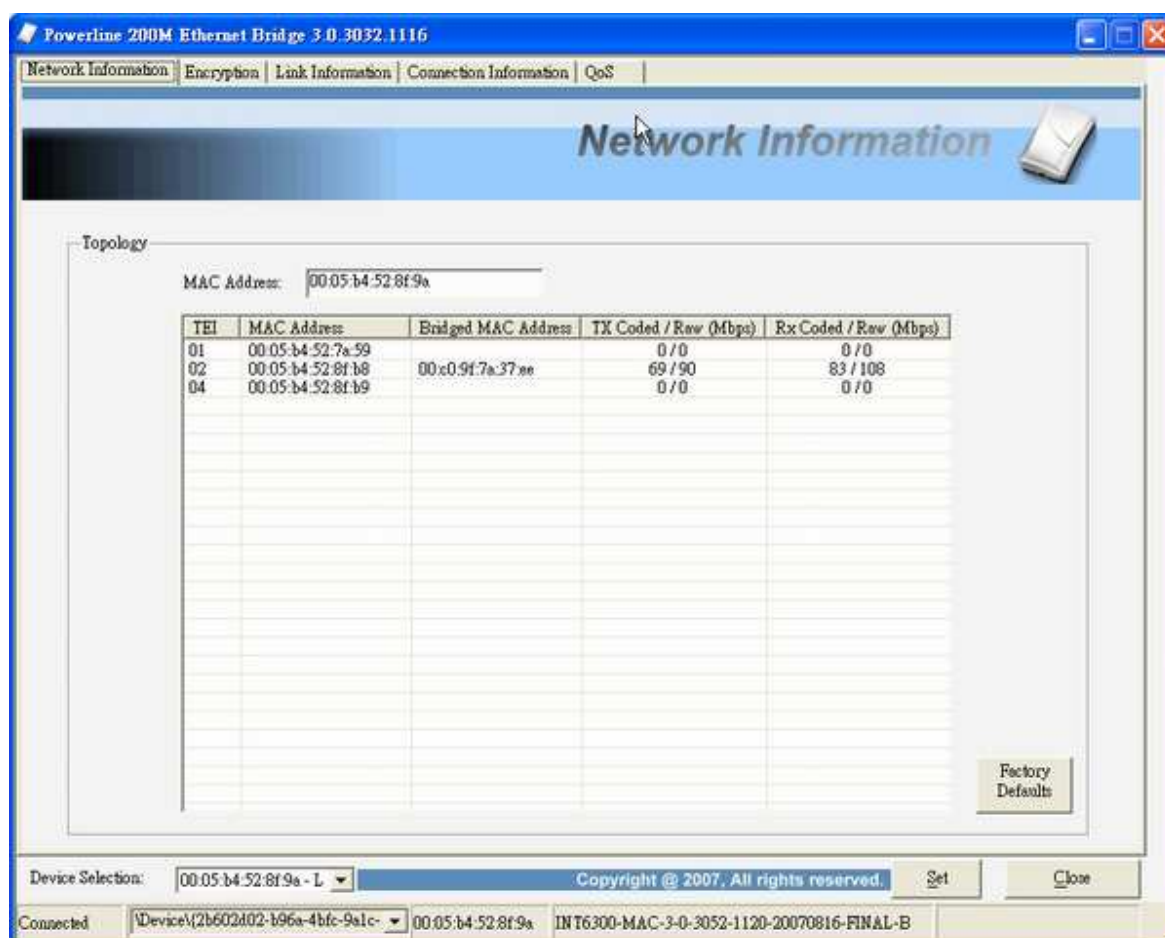 Powerline 200M Ethernet Bridge 3.0.3032.1116
Network Information Encryption Link Information Connection Information QoS
Network Information
Topology
MAC Address: 00:05:b4:52:8f:9a
TEI MAC Address Bridged MAC Address TX Coded / Raw (Mbps) Rx Coded / Raw (Mbps)
01 00:05:b4:52:7a:59 0 / 0 0 / 0
02 00:05:b4:52:8f:b8 00:c0:9f:7a:37:ee 69 / 90 83 / 108
04 00:05:b4:52:8f:b9 0 / 0 0 / 0
Factory
Defaults
Device Selection: 00:05:b4:52:8f:9a - L Copyright @ 2007, All rights reserved. Set Close
Connected \Device\{2b602d02-b96a-4bfc-9a1c- 00:05:b4:52:8f:9a INT6300-MAC-3-0-3052-1120-20070816-FINAL-B